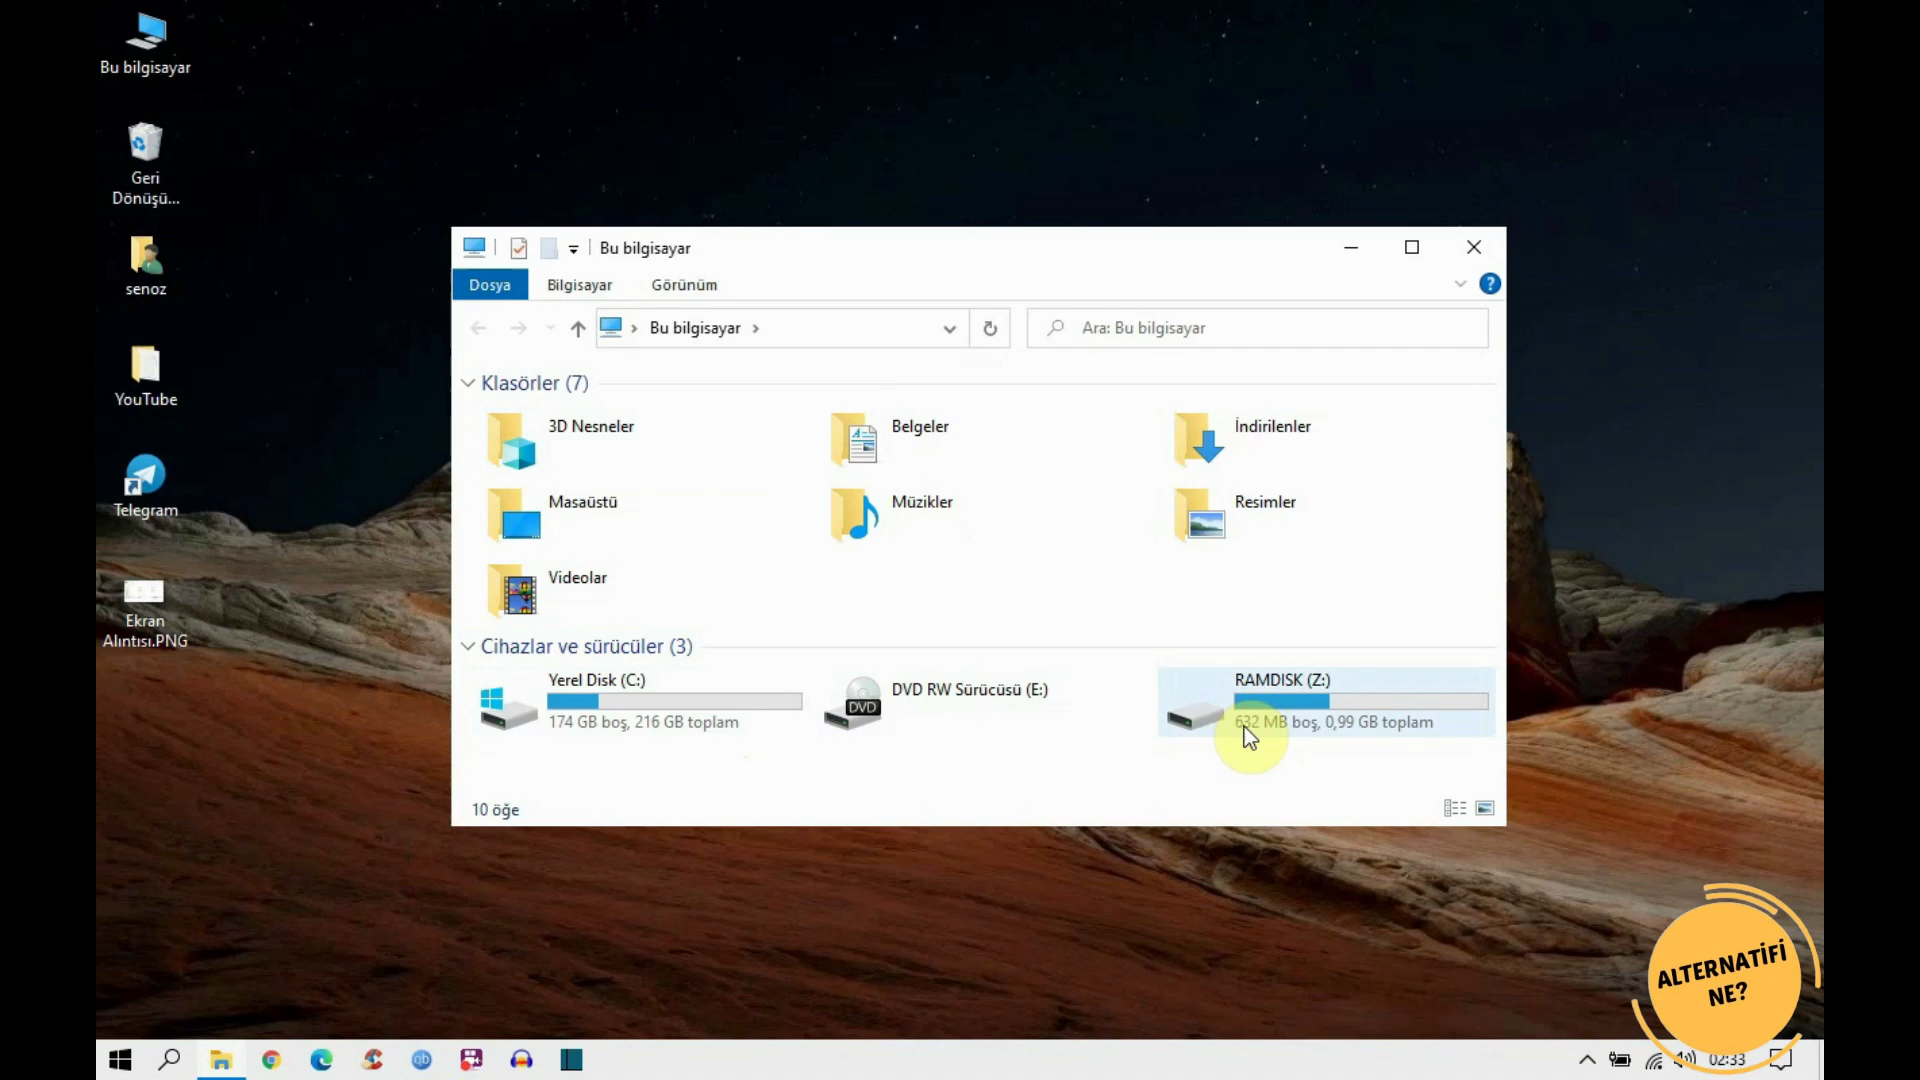 Bu bilgisayar
Geri
Dönüşü...
senoz
YouTube
Telegram
Ekran
Alıntısı.PNG
Bu bilgisayar
Dosya
Bilgisayar
Görünüm
?
Bu bilgisayar
Ara: Bu bilgisayar
Klasörler (7)
3D Nesneler
Belgeler
İndirilenler
Masaüstü
Müzikler
Resimler
Videolar
Cihazlar ve sürücüler (3)
Yerel Disk (C:)
174 GB boş, 216 GB toplam
DVD
DVD RW Sürücüsü (E:)
RAMDISK (Z:)
632 MB boş, 0,99 GB toplam
10 öğe
ALTERNATİFİ
NE?
qb
02:33